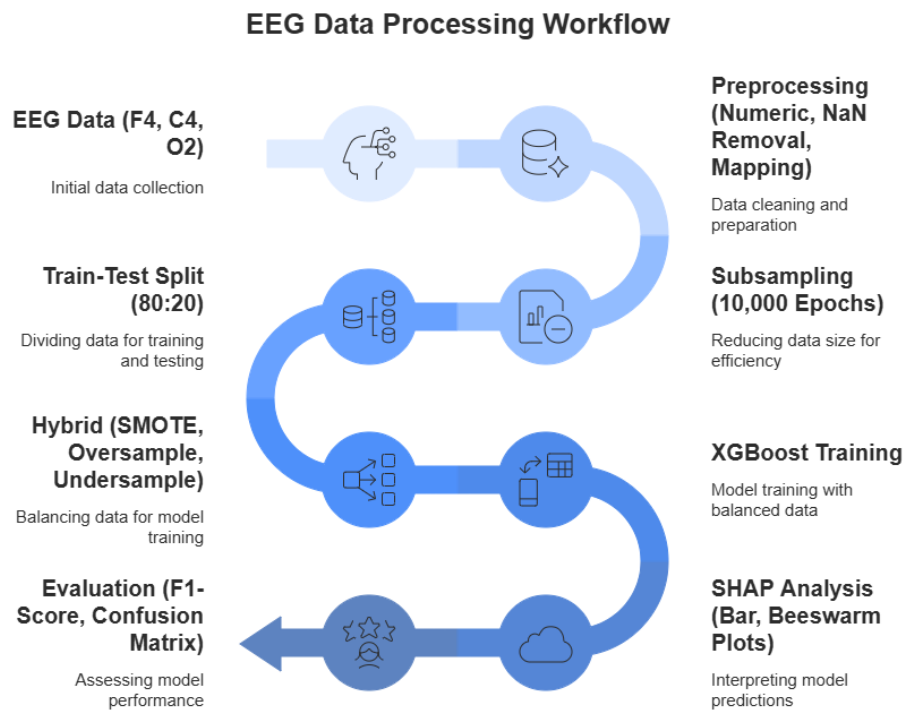 EEG Data Processing Workflow
EEG Data (F4, C4,
O2)
Initial data collection
Preprocessing
(Numeric, NaN
Removal,
Mapping)
Data cleaning and
preparation
Subsampling
(10,000 Epochs)
Reducing data size for
efficiency
Train-Test Split
(80:20)
Dividing data for training
and testing
Hybrid (SMOTE,
Oversample,
Undersample)
Balancing data for model
training
XGBoost Training
Model training with
balanced data
SHAP Analysis
(Bar, Beeswarm
Plots)
Interpreting model
predictions
Evaluation (F1-
Score, Confusion
Matrix)
Assessing model
performance